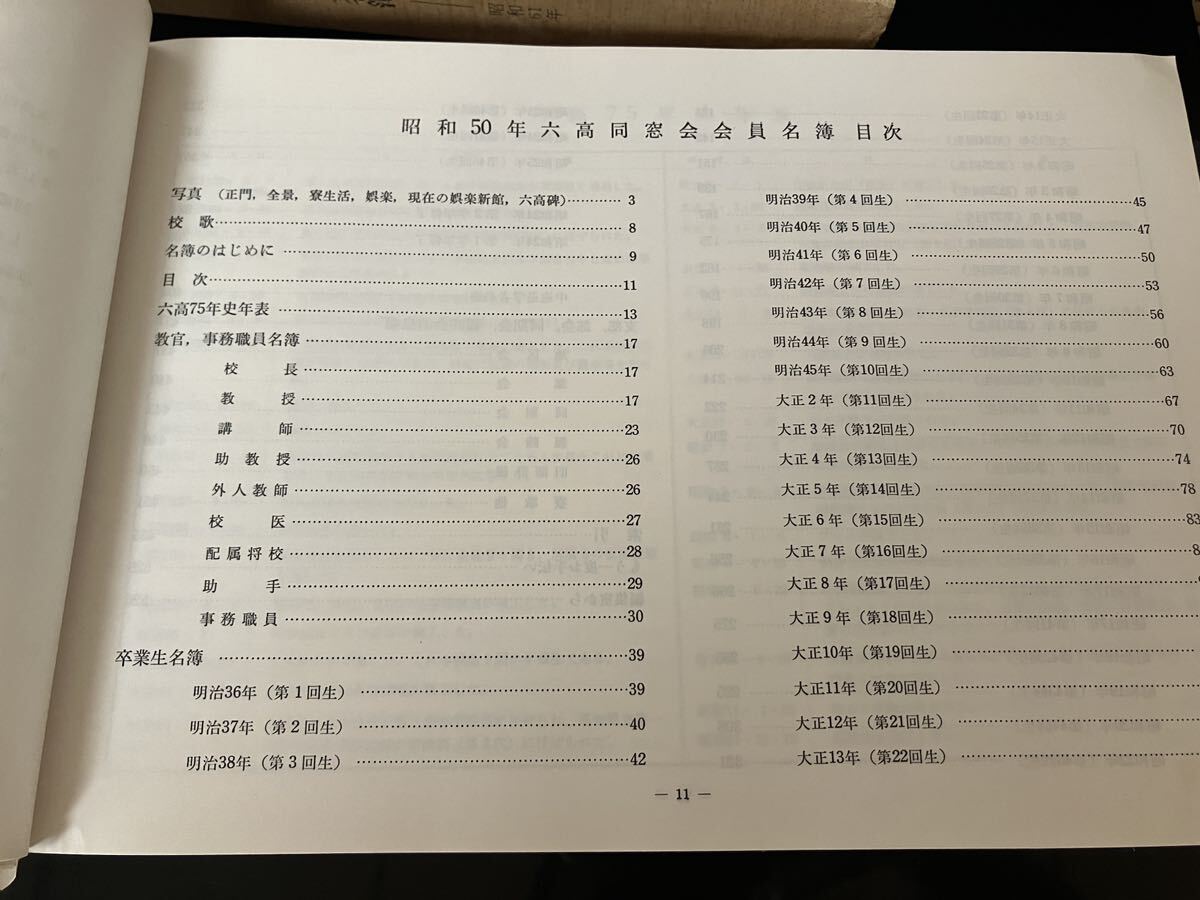 昭和61年
昭和50年六高同窓会会員名簿 目次
写真 (正門，全景，寮生活，娯楽，現在の娯楽新館，六高碑)……3
校歌……8
名簿のはじめに……9
目次……11
六高75年史年表……13
教官，事務職員名簿……17
校長……17
教授……17
講師……23
助教授……26
外人教師……26
校医……27
配属将校……28
助手……29
事務職員……30
卒業生名簿……39
明治36年（第1回生）……39
明治37年（第2回生）……40
明治38年（第3回生）……42
明治39年（第4回生）……45
明治40年（第5回生）……47
明治41年（第6回生）……50
明治42年（第7回生）……53
明治43年（第8回生）……56
明治44年（第9回生）……60
明治45年（第10回生）……63
大正2年（第11回生）……67
大正3年（第12回生）……70
大正4年（第13回生）……74
大正5年（第14回生）……78
大正6年（第15回生）……83
大正7年（第16回生）……8
大正8年（第17回生）……
大正9年（第18回生）……
大正10年（第19回生）……
大正11年（第20回生）……
大正12年（第21回生）……
大正13年（第22回生）……
— 11 —